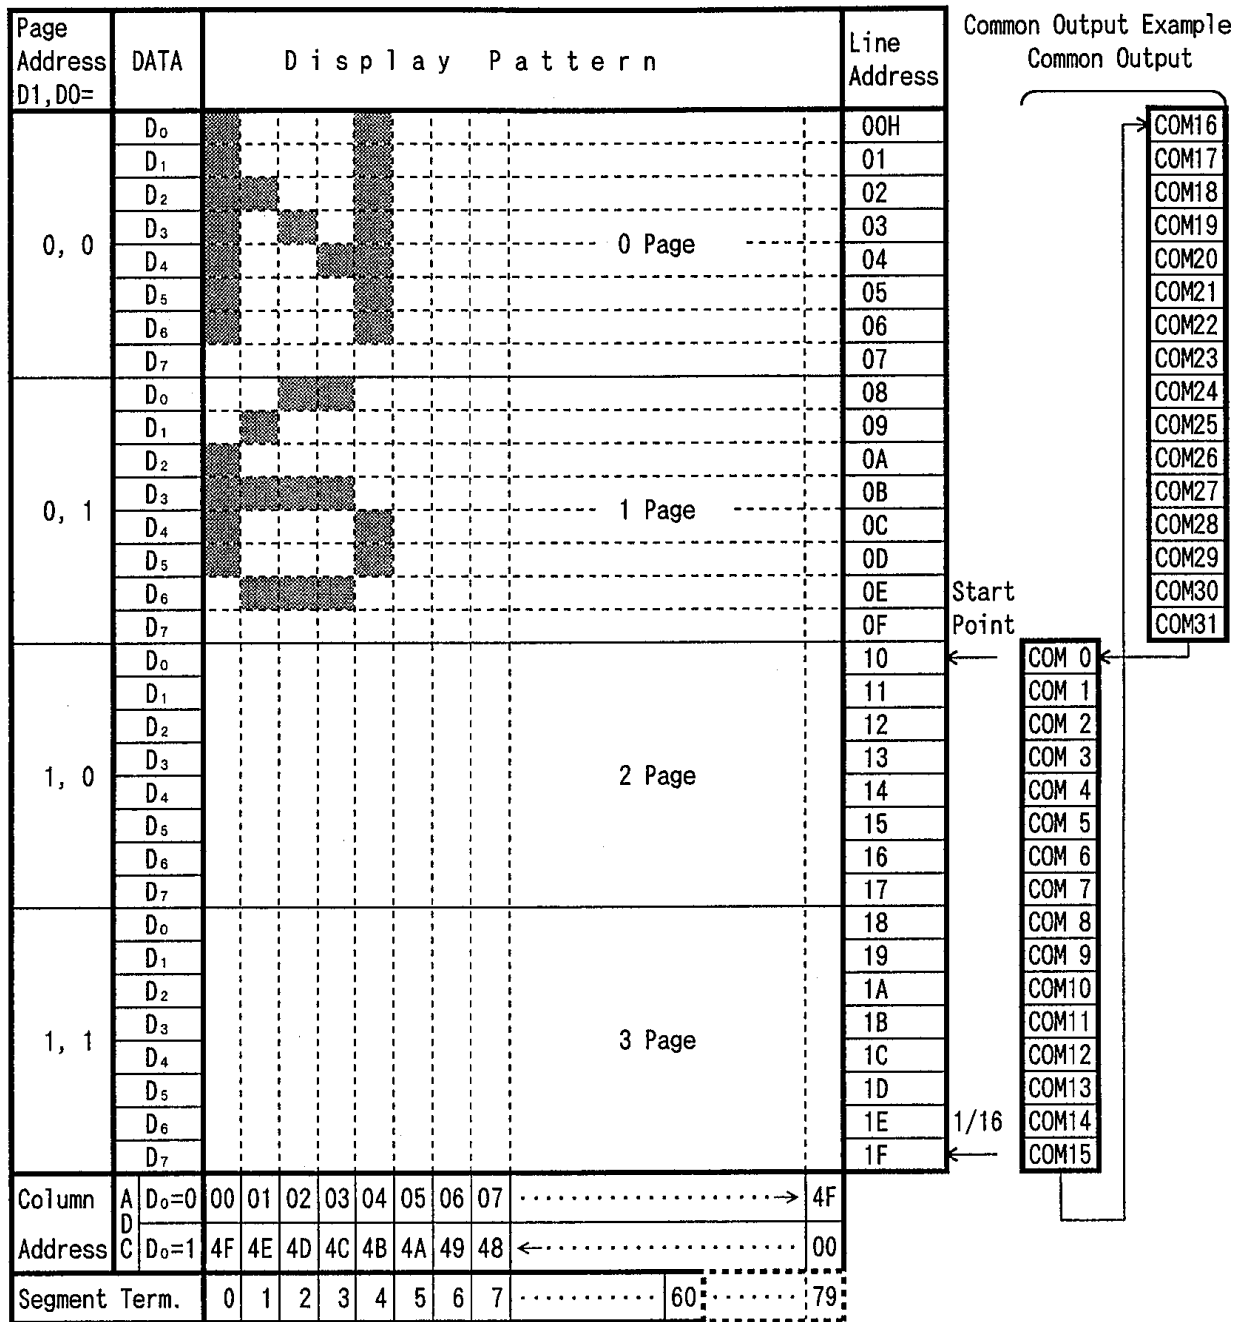 Page Address D1,D0=
DATA
Display Pattern
Line Address
Common Output Example
Common Output
D₀ 00H COM16
D₁ 01 COM17
D₂ 02 COM18
D₃ 03 COM19
0, 0 D₄ 0 Page 04 COM20
D₅ 05 COM21
D₆ 06 COM22
D₇ 07 COM23
D₀ 08 COM24
D₁ 09 COM25
D₂ 0A COM26
D₃ 0B COM27
0, 1 D₄ 1 Page 0C COM28
D₅ 0D COM29
D₆ 0E Start COM30
D₇ 0F Point COM31
D₀ 10 COM 0
D₁ 11 COM 1
D₂ 12 COM 2
D₃ 13 COM 3
1, 0 D₄ 2 Page 14 COM 4
D₅ 15 COM 5
D₆ 16 COM 6
D₇ 17 COM 7
D₀ 18 COM 8
D₁ 19 COM 9
D₂ 1A COM10
D₃ 1B COM11
1, 1 D₄ 3 Page 1C COM12
D₅ 1D COM13
D₆ 1E 1/16 COM14
D₇ 1F COM15
Column Address
ADC
D₀=0 00 01 02 03 04 05 06 07 4F
D₀=1 4F 4E 4D 4C 4B 4A 49 48 00
Segment Term. 0 1 2 3 4 5 6 7 60 79